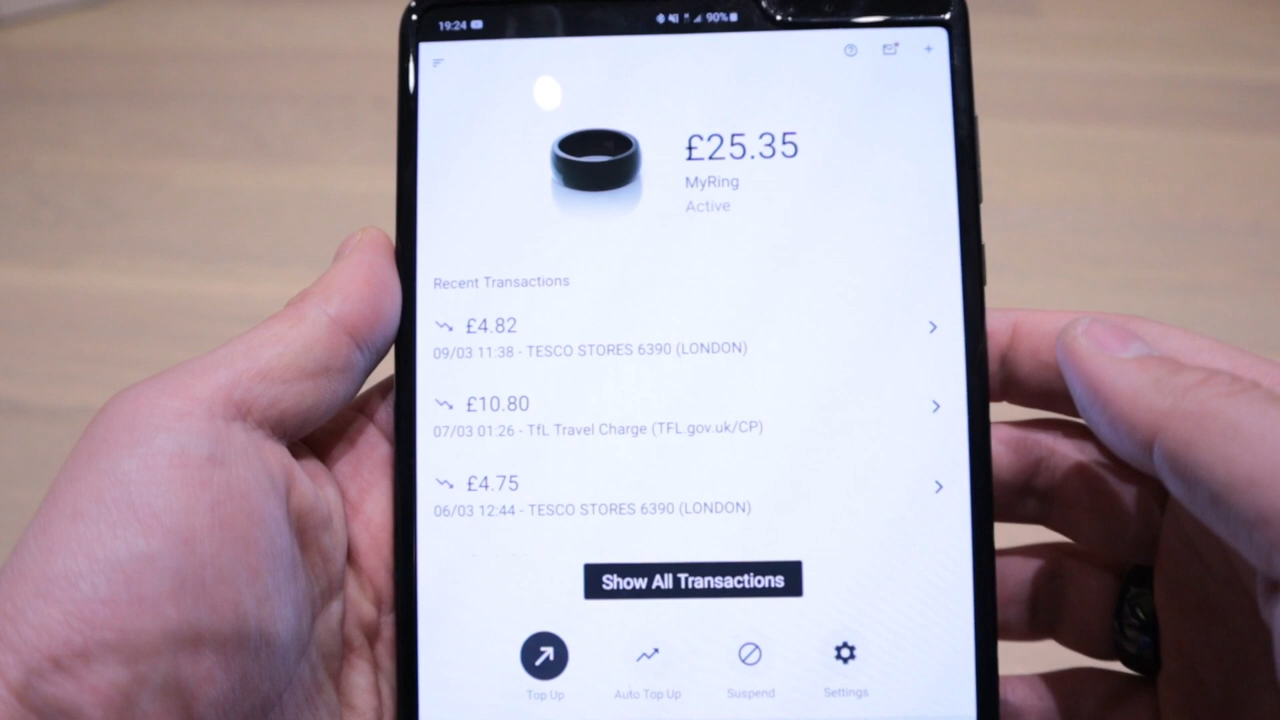 19:24
90%
£25.35
MyRing
Active
Recent Transactions
£4.82
09/03 11:38 - TESCO STORES 6390 (LONDON)
£10.80
07/03 01:26 - TfL Travel Charge (TFL.gov.uk/CP)
£4.75
06/03 12:44 - TESCO STORES 6390 (LONDON)
Show All Transactions
Top Up
Auto Top Up
Suspend
Settings